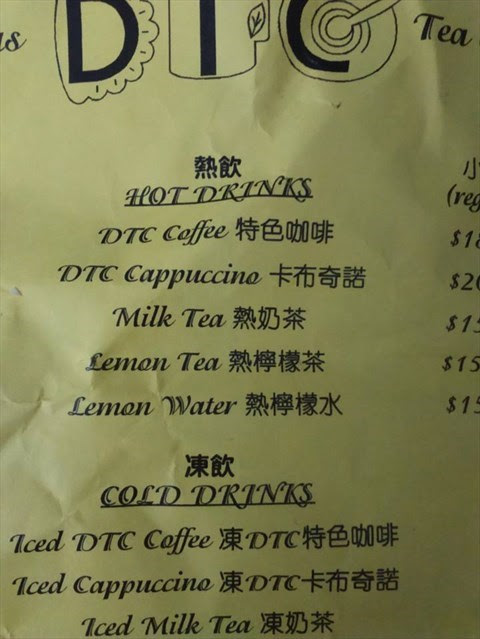 DTC
Tea
熱飲
HOT DRINKS
小
(reg
DTC Coffee 特色咖啡
DTC Cappuccino 卡布奇諾
Milk Tea 熱奶茶
Lemon Tea 熱檸檬茶
Lemon Water 熱檸檬水
凍飲
COLD DRINKS
Iced DTC Coffee 凍DTC特色咖啡
Iced Cappuccino 凍DTC卡布奇諾
Iced Milk Tea 凍奶茶